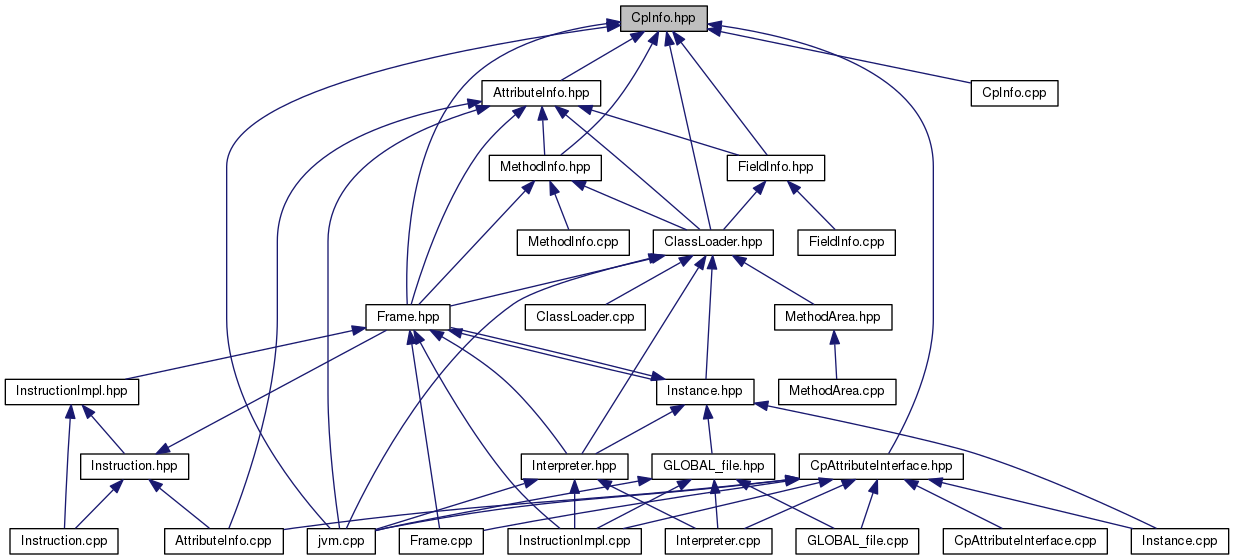 CpInfo.hpp
AttributeInfo.hpp
CpInfo.cpp
MethodInfo.hpp
FieldInfo.hpp
MethodInfo.cpp
ClassLoader.hpp
FieldInfo.cpp
Frame.hpp
ClassLoader.cpp
MethodArea.hpp
InstructionImpl.hpp
Instance.hpp
MethodArea.cpp
Instruction.hpp
Interpreter.hpp
GLOBAL_file.hpp
CpAttributeInterface.hpp
Instruction.cpp
AttributeInfo.cpp
jvm.cpp
Frame.cpp
InstructionImpl.cpp
Interpreter.cpp
GLOBAL_file.cpp
CpAttributeInterface.cpp
Instance.cpp